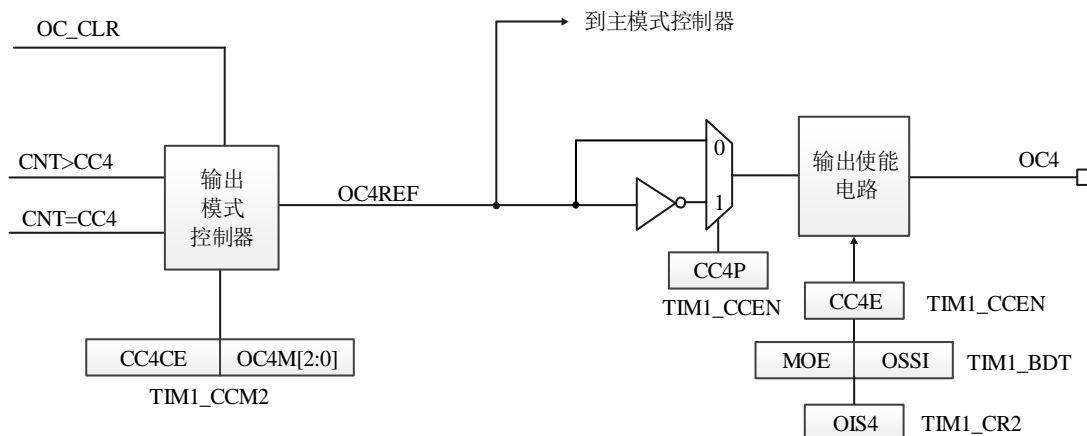 OC_CLR
到主模式控制器
CNT>CC4
CNT=CC4
输出
模式
控制器
OC4REF
0
1
输出使能
电路
OC4
CC4P
TIM1_CCEN
CC4E
TIM1_CCEN
CC4CE
OC4M[2:0]
TIM1_CCM2
MOE
OSSI
TIM1_BDT
OIS4
TIM1_CR2